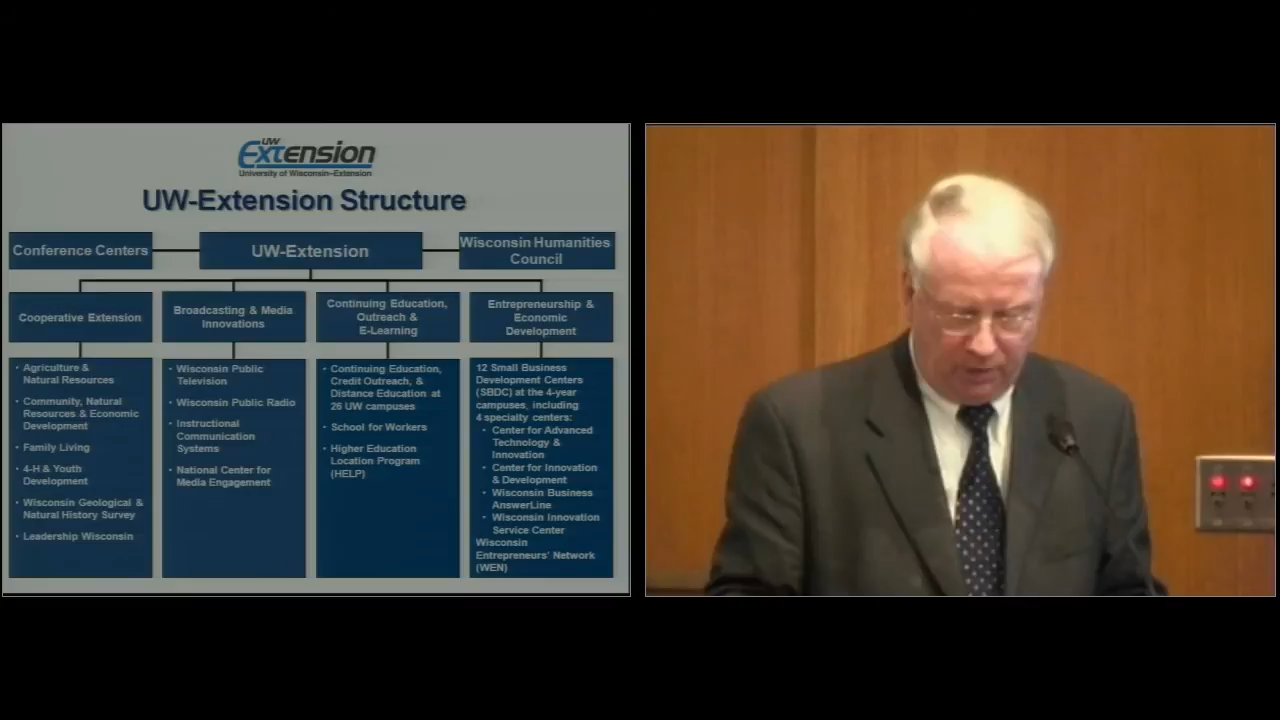 UW
Extension
University of Wisconsin–Extension
UW-Extension Structure
Conference Centers
UW-Extension
Wisconsin Humanities
Council
Cooperative Extension
Broadcasting & Media
Innovations
Continuing Education,
Outreach &
E-Learning
Entrepreneurship &
Economic
Development
• Agriculture &
Natural Resources
• Community, Natural
Resources & Economic
Development
• Family Living
• 4-H & Youth
Development
• Wisconsin Geological &
Natural History Survey
• Leadership Wisconsin
• Wisconsin Public
Television
• Wisconsin Public Radio
• Instructional
Communication
Systems
• National Center for
Media Engagement
• Continuing Education,
Credit Outreach, &
Distance Education at
26 UW campuses
• School for Workers
• Higher Education
Location Program
(HELP)
12 Small Business
Development Centers
(SBDC) at the 4-year
campuses, including
4 specialty centers:
• Center for Advanced
Technology &
Innovation
• Center for Innovation
& Development
• Wisconsin Business
AnswerLine
• Wisconsin Innovation
Service Center
Wisconsin
Entrepreneurs' Network
(WEN)